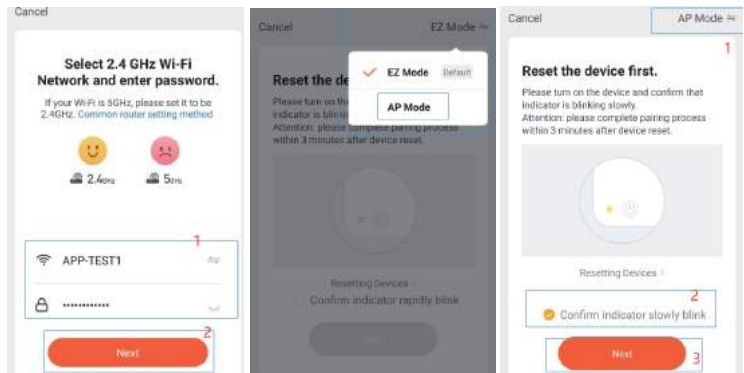 Cancel
Select 2.4 GHz Wi-Fi
Network and enter password.
If your Wi-Fi is 5GHz, please set it to be
2.4GHz. Common router setting method
2.4GHz
5GHz
1
APP-TEST1
2
Next
Cancel
EZ Mode
EZ Mode
Default
AP Mode
Reset the de
Please turn on the
indicator is blinking
Attention: please complete pairing process
within 3 minutes after device reset.
Resetting Devices
Confirm indicator rapidly blink
Cancel
AP Mode
1
Reset the device first.
Please turn on the device and confirm that
indicator is blinking slowly.
Attention: please complete pairing process
within 3 minutes after device reset.
Resetting Devices
2
Confirm indicator slowly blink
Next
3